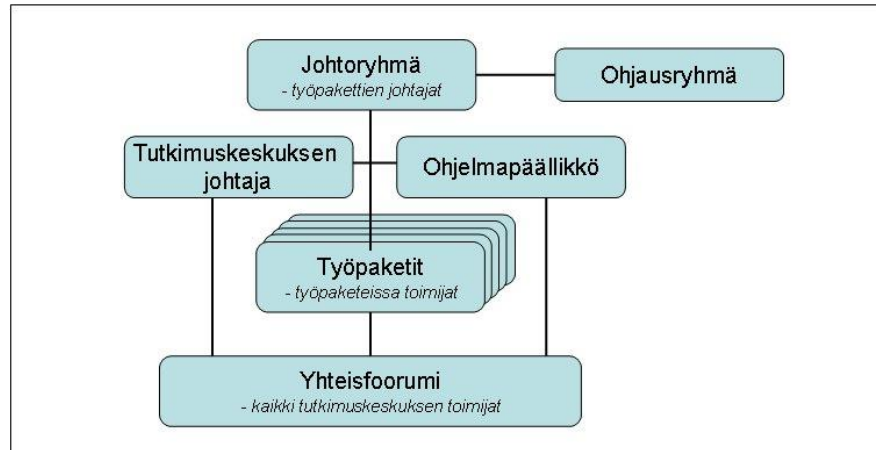 Johtoryhmä
- työpakettien johtajat
Ohjausryhmä
Tutkimuskeskuksen
johtaja
Ohjelmapäällikkö
Työpaketit
- työpaketeissa toimijat
Yhteisfoorumi
- kaikki tutkimuskeskuksen toimijat